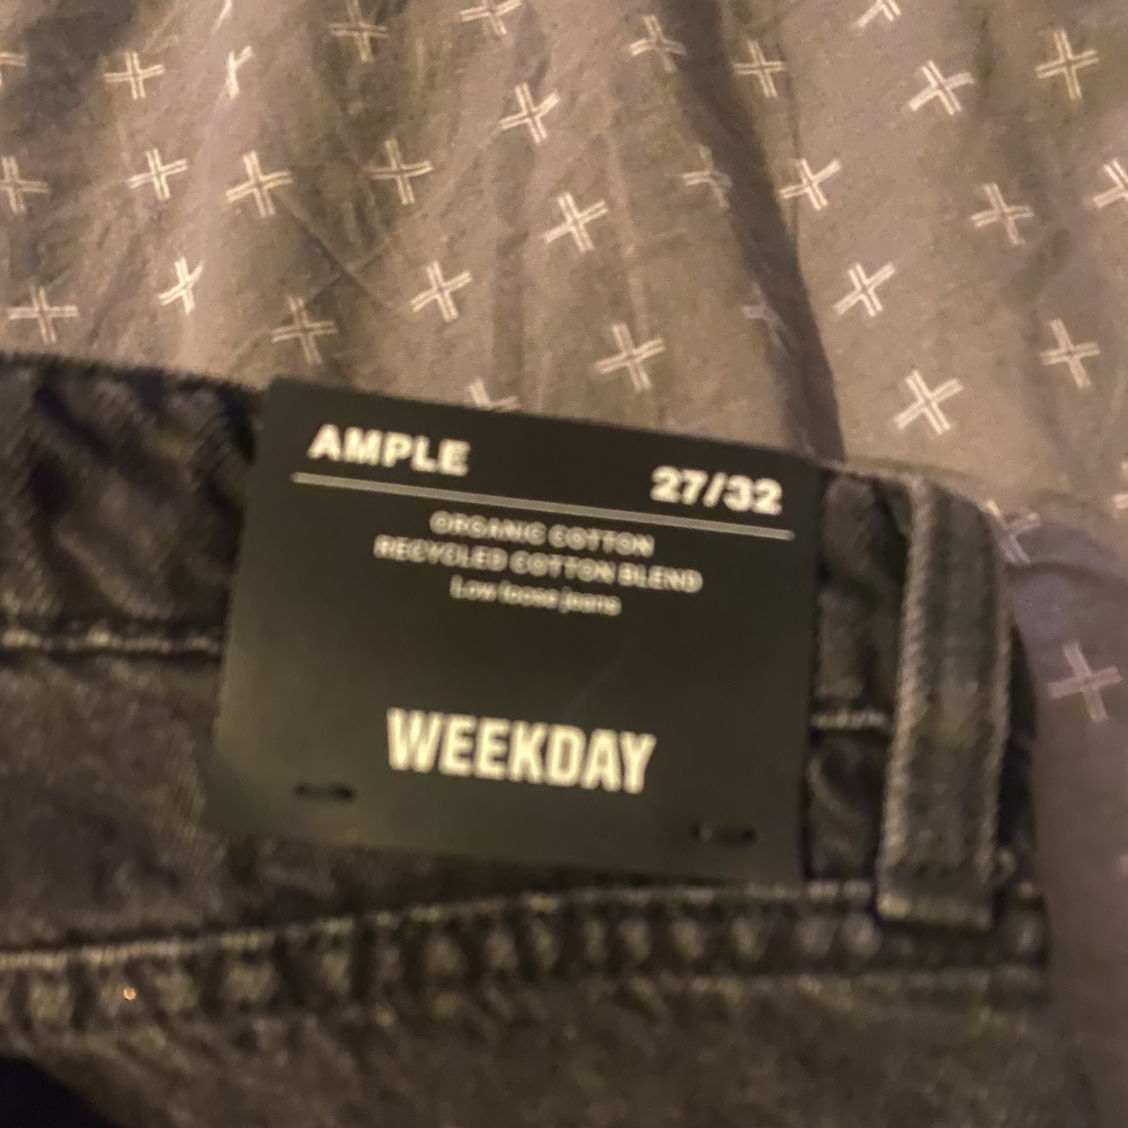 AMPLE
27/32
ORGANIC COTTON
RECYCLED COTTON BLEND
Low loose jeans
WEEKDAY